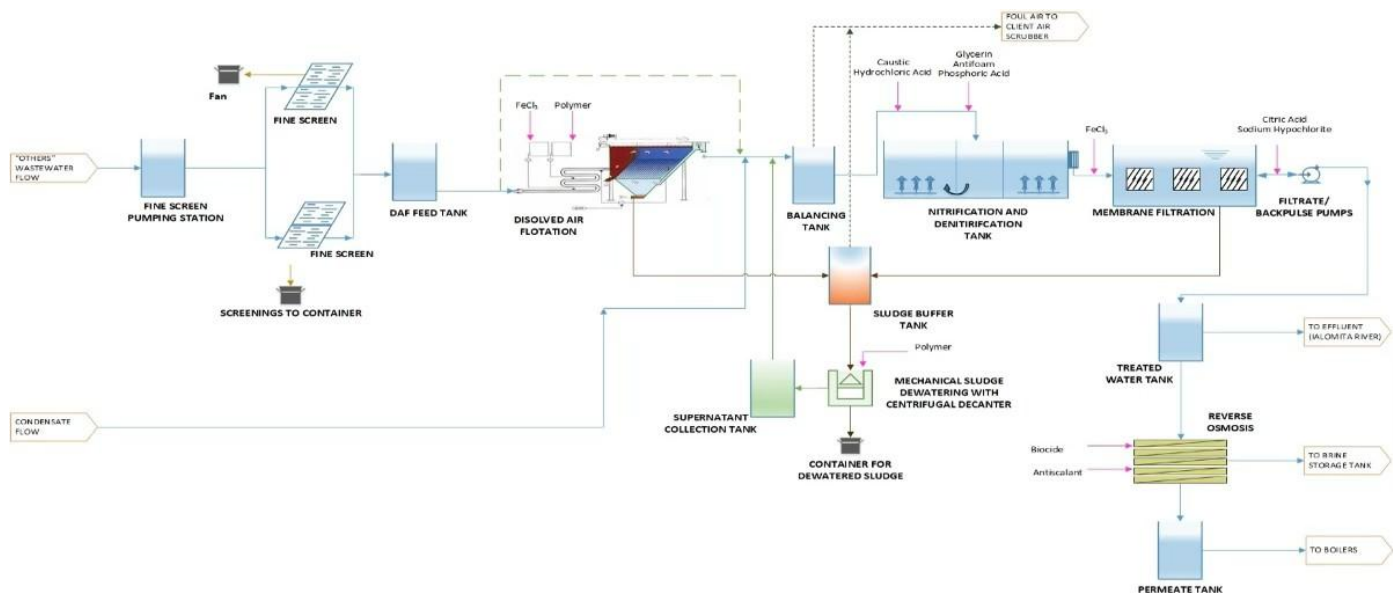 FOUL AIR TO
CLIENT AIR
SCRUBBER
Caustic
Hydrochloric Acid
Glycerin
Antifoam
Phosphoric Acid
Fan
FINE SCREEN
FeCl₃
Polymer
FeCl₃
Citric Acid
Sodium Hypochlorite
"OTHERS"
WASTEWATER
FLOW
FINE SCREEN
PUMPING STATION
DAF FEED TANK
DISOLVED AIR
FLOTATION
BALANCING
TANK
NITRIFICATION AND
DENITIRIFCATION
TANK
MEMBRANE FILTRATION
FILTRATE/
BACKPULSE PUMPS
FINE SCREEN
SCREENINGS TO CONTAINER
SLUDGE BUFFER
TANK
Polymer
MECHANICAL SLUDGE
DEWATERING WITH
CENTRIFUGAL DECANTER
SUPERNATANT
COLLECTION TANK
CONTAINER FOR
DEWATERED SLUDGE
CONDENSATE
FLOW
TREATED
WATER TANK
TO EFFLUENT
(IALOMITA RIVER)
REVERSE
OSMOSIS
Biocide
Antiscalant
TO BRINE
STORAGE TANK
PERMEATE TANK
TO BOILERS